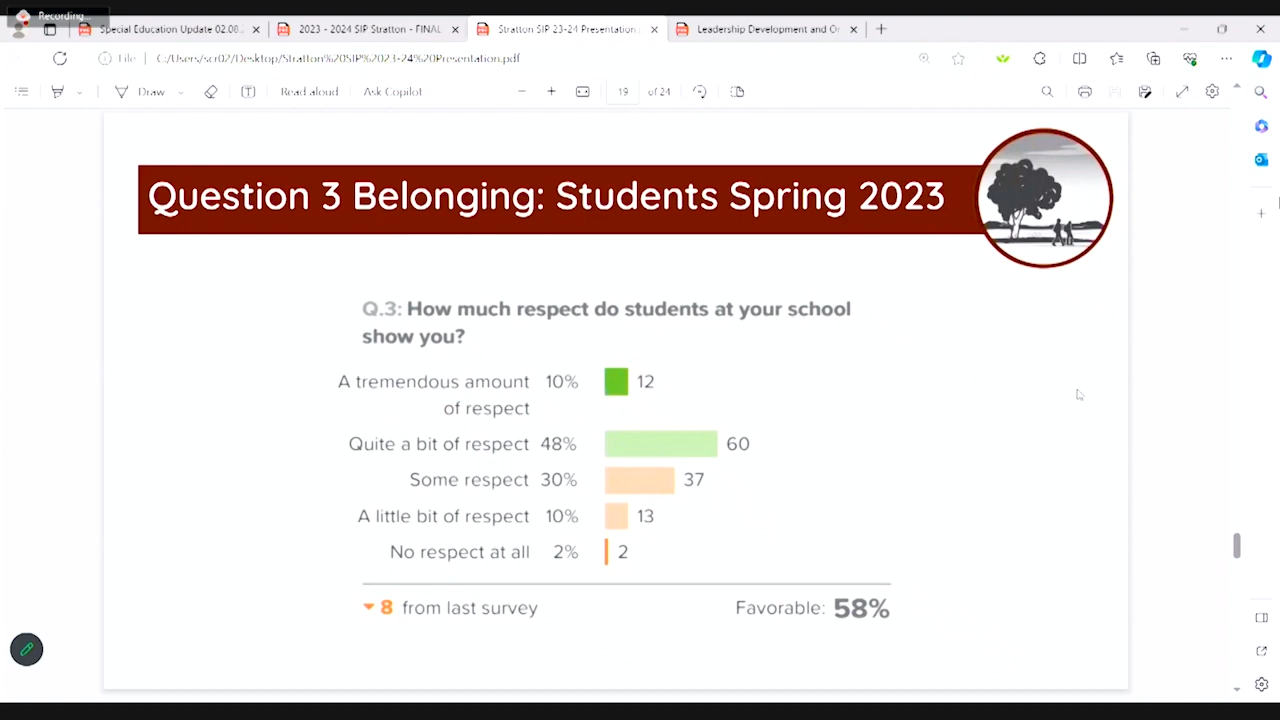 Recording...
Special Education Update 02.08...
2023 - 2024 SIP Stratton - FINAL
Stratton SIP 23-24 Presentation
Leadership Development and Or
File | C:/Users/scr02/Desktop/Stratton%20SIP%202023-24%20Presentation.pdf
Draw
Read aloud
Ask Copilot
19 of 24
Question 3 Belonging: Students Spring 2023
Q.3: How much respect do students at your school
show you?
A tremendous amount 10% 12
of respect
Quite a bit of respect 48% 60
Some respect 30% 37
A little bit of respect 10% 13
No respect at all 2% 2
8 from last survey Favorable: 58%